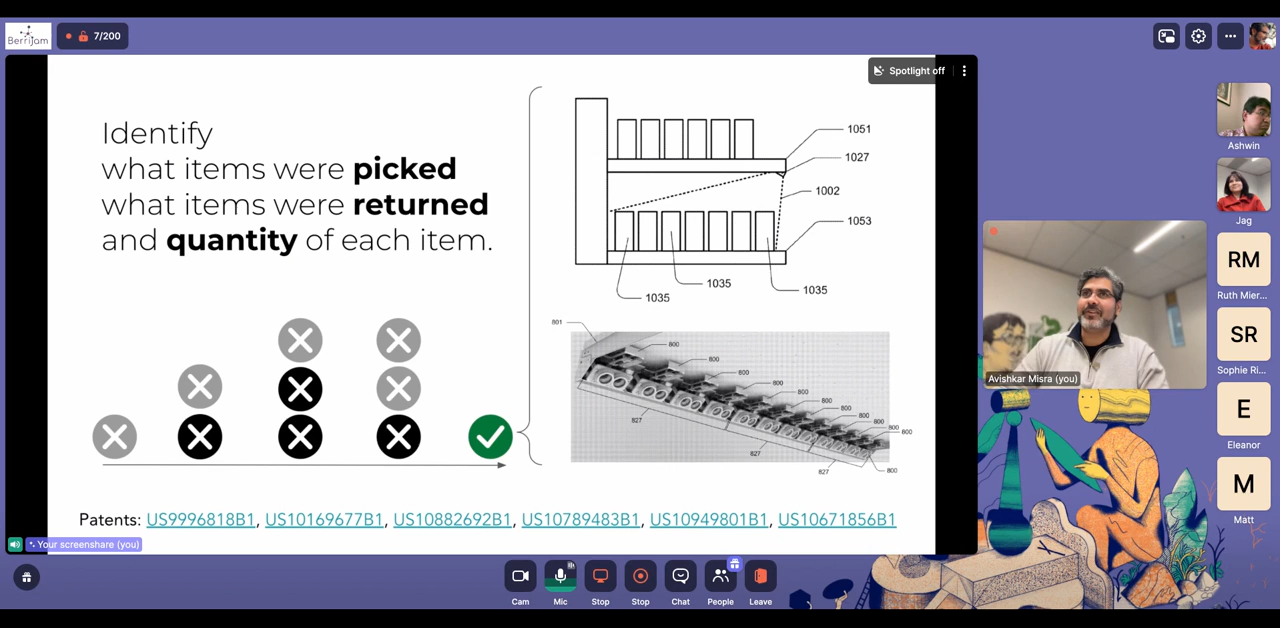 Berrijam
7/200
Spotlight off
Identify
what items were picked
what items were returned
and quantity of each item.
1051
1027
1002
1053
1035
1035
1035
801
800
800
800
800
800
800
800
800
800
800
827
827
827
Patents: US9996818B1, US10169677B1, US10882692B1, US10789483B1, US10949801B1, US10671856B1
Your screenshare (you)
Avishkar Misra (you)
Ashwin
Jag
RM
Ruth Mier...
SR
Sophie Ri...
E
Eleanor
M
Matt
Cam
Mic
Stop
Stop
Chat
People
Leave